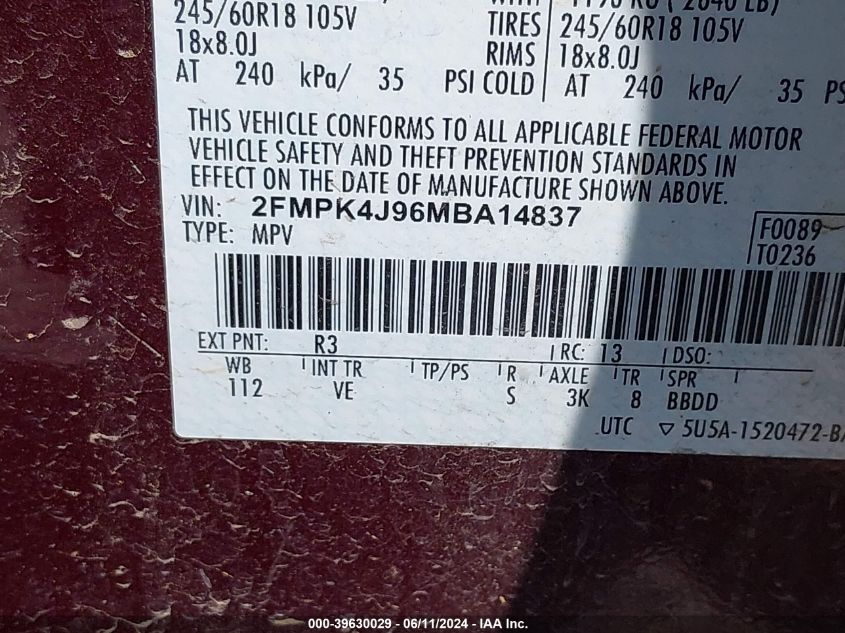 245/60R18 105V TIRES 245/60R18 105V
18x8.0J RIMS 18x8.0J
AT 240 kPa/ 35 PSI COLD AT 240 kPa/ 35 PS
THIS VEHICLE CONFORMS TO ALL APPLICABLE FEDERAL MOTOR
VEHICLE SAFETY AND THEFT PREVENTION STANDARDS IN
EFFECT ON THE DATE OF MANUFACTURE SHOWN ABOVE.
VIN: 2FMPK4J96MBA14837
TYPE: MPV
F0089
T0236
EXT PNT: R3 RC: 13 DSO:
WB INT TR TP/PS R AXLE TR SPR
112 VE S 3K 8 BBDD
UTC ▽ 5U5A-1520472-BA
000-39630029 - 06/11/2024 - IAA Inc.